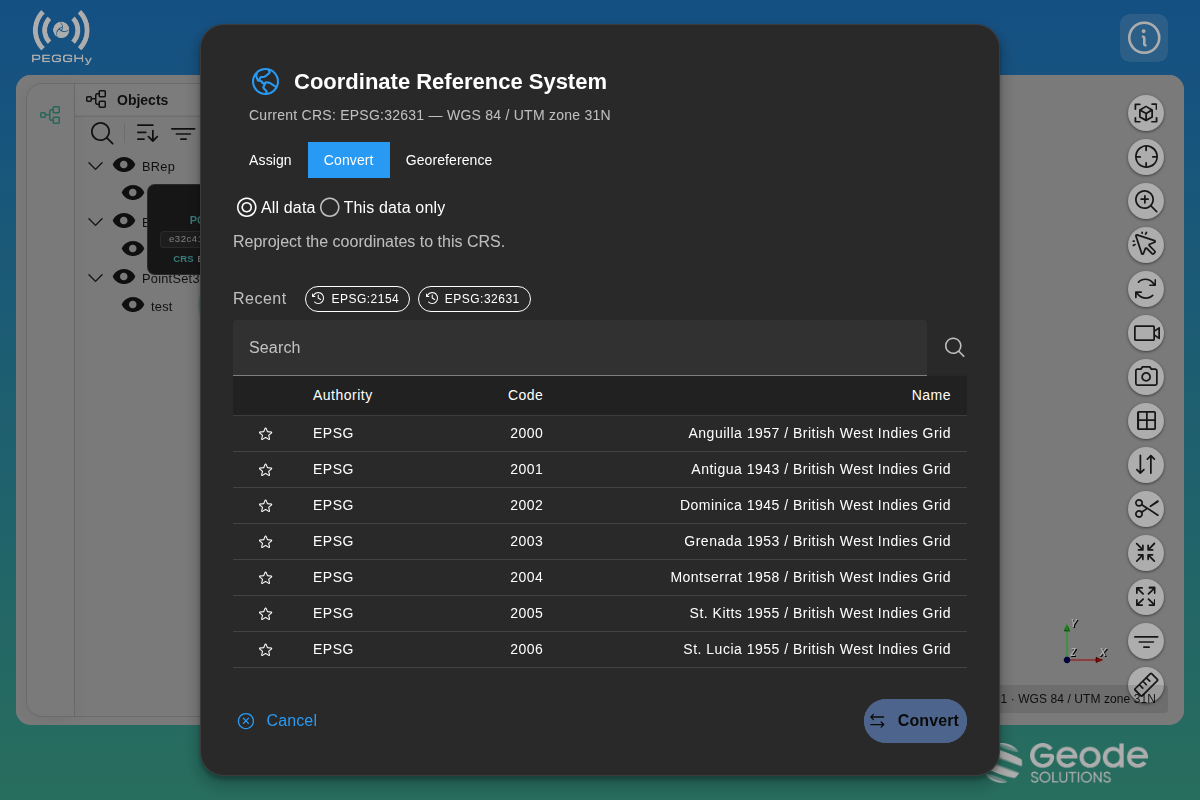 PEGGHy
Coordinate Reference System
Current CRS: EPSG:32631 — WGS 84 / UTM zone 31N
Assign
Convert
Georeference
All data
This data only
Reproject the coordinates to this CRS.
Recent
EPSG:2154
EPSG:32631
Search
Authority Code Name
EPSG 2000 Anguilla 1957 / British West Indies Grid
EPSG 2001 Antigua 1943 / British West Indies Grid
EPSG 2002 Dominica 1945 / British West Indies Grid
EPSG 2003 Grenada 1953 / British West Indies Grid
EPSG 2004 Montserrat 1958 / British West Indies Grid
EPSG 2005 St. Kitts 1955 / British West Indies Grid
EPSG 2006 St. Lucia 1955 / British West Indies Grid
Cancel
Convert
Objects
BRep
PointSet3
test
CRS
Y
Z X
1 · WGS 84 / UTM zone 31N
Geode
SOLUTIONS